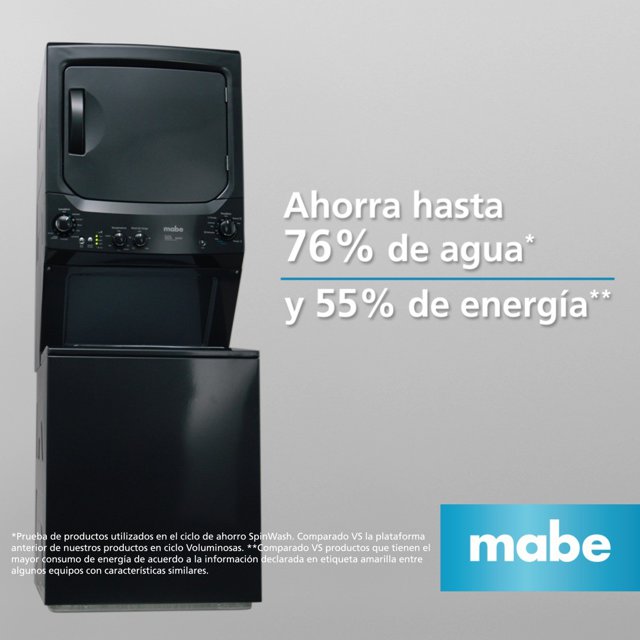 mabe
Ahorra hasta
76% de agua*
y 55% de energía**
*Prueba de productos utilizados en el ciclo de ahorro SpinWash. Comparado VS la plataforma
anterior de nuestros productos en ciclo Voluminosas. **Comparado VS productos que tienen el
mayor consumo de energía de acuerdo a la información declarada en etiqueta amarilla entre
algunos equipos con características similares.
mabe